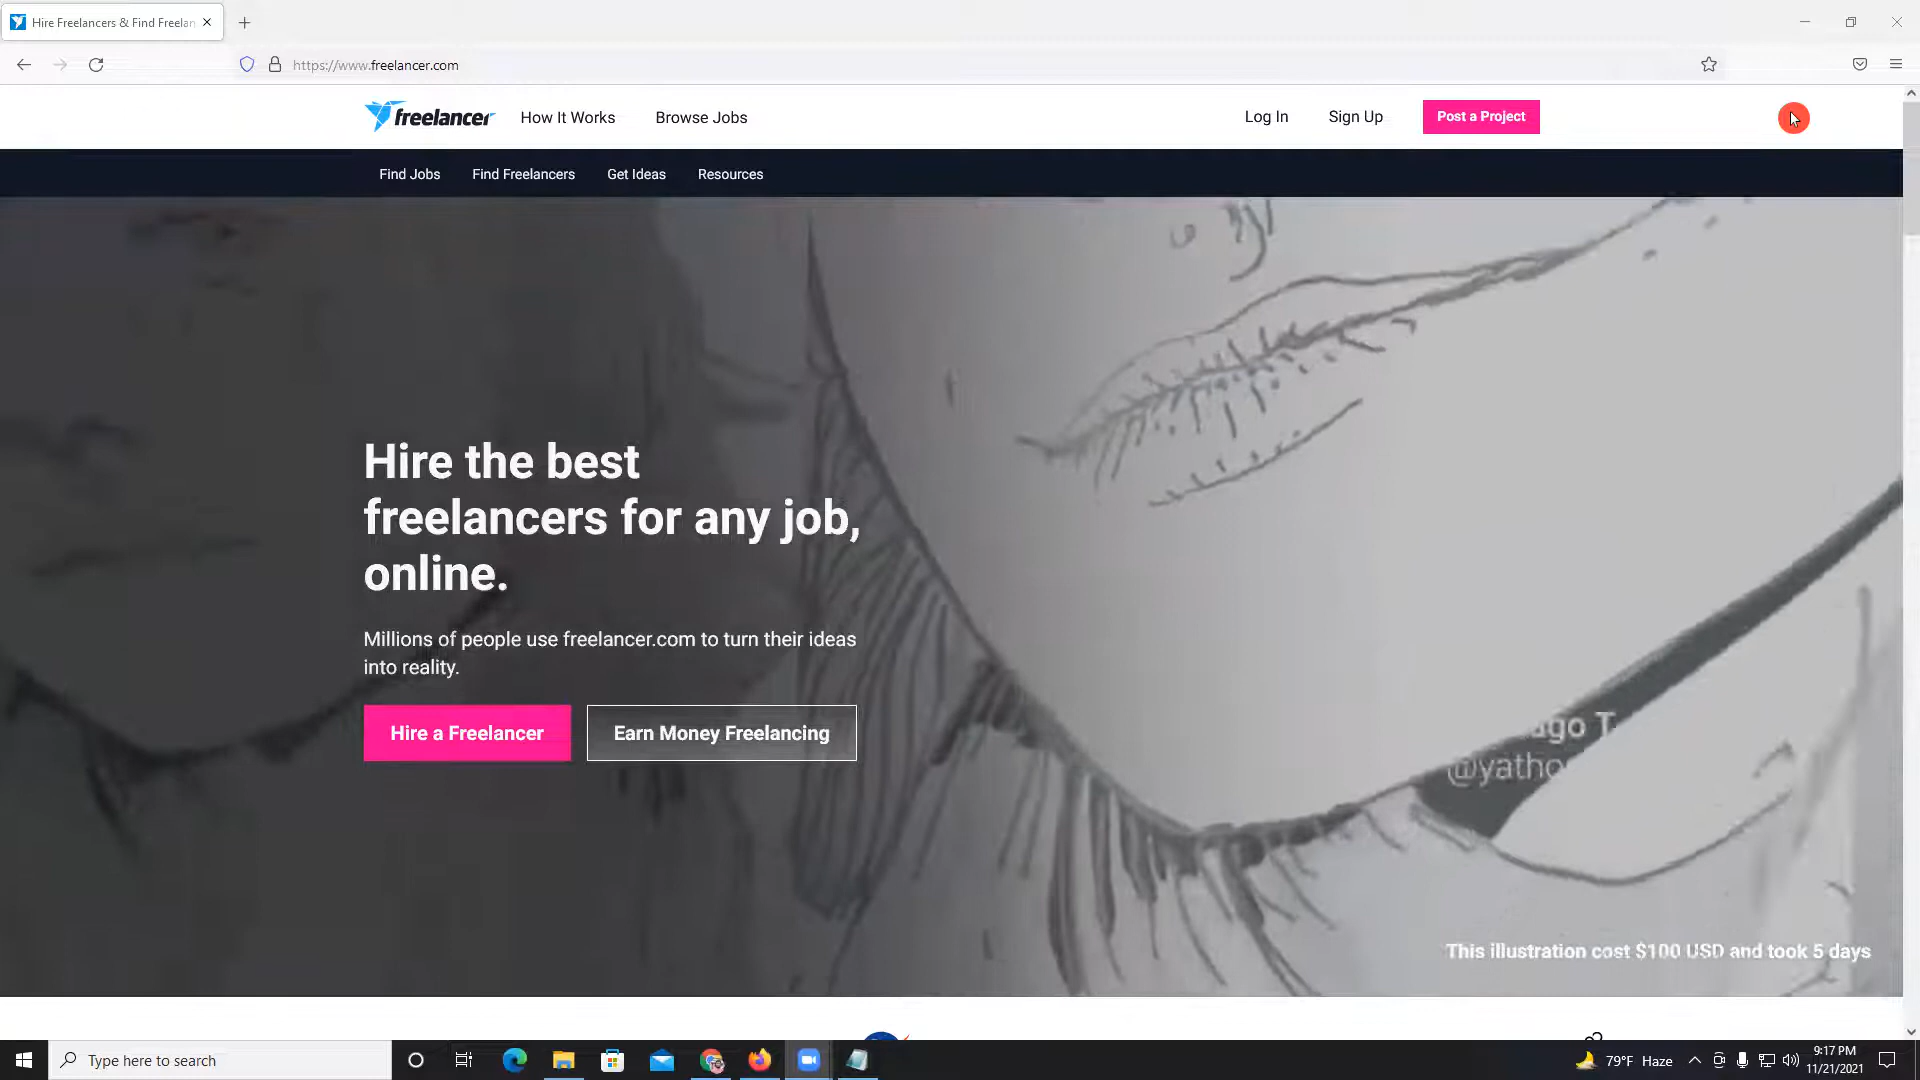 Hire Freelancers & Find Freelan
https://www.freelancer.com
freelancer How It Works Browse Jobs Log In Sign Up Post a Project
Find Jobs Find Freelancers Get Ideas Resources
Hire the best
freelancers for any job,
online.
Millions of people use freelancer.com to turn their ideas
into reality.
Hire a Freelancer Earn Money Freelancing
ago T
@yatho
This illustration cost $100 USD and took 5 days
Type here to search
79°F Haze
9:17 PM
11/21/2021